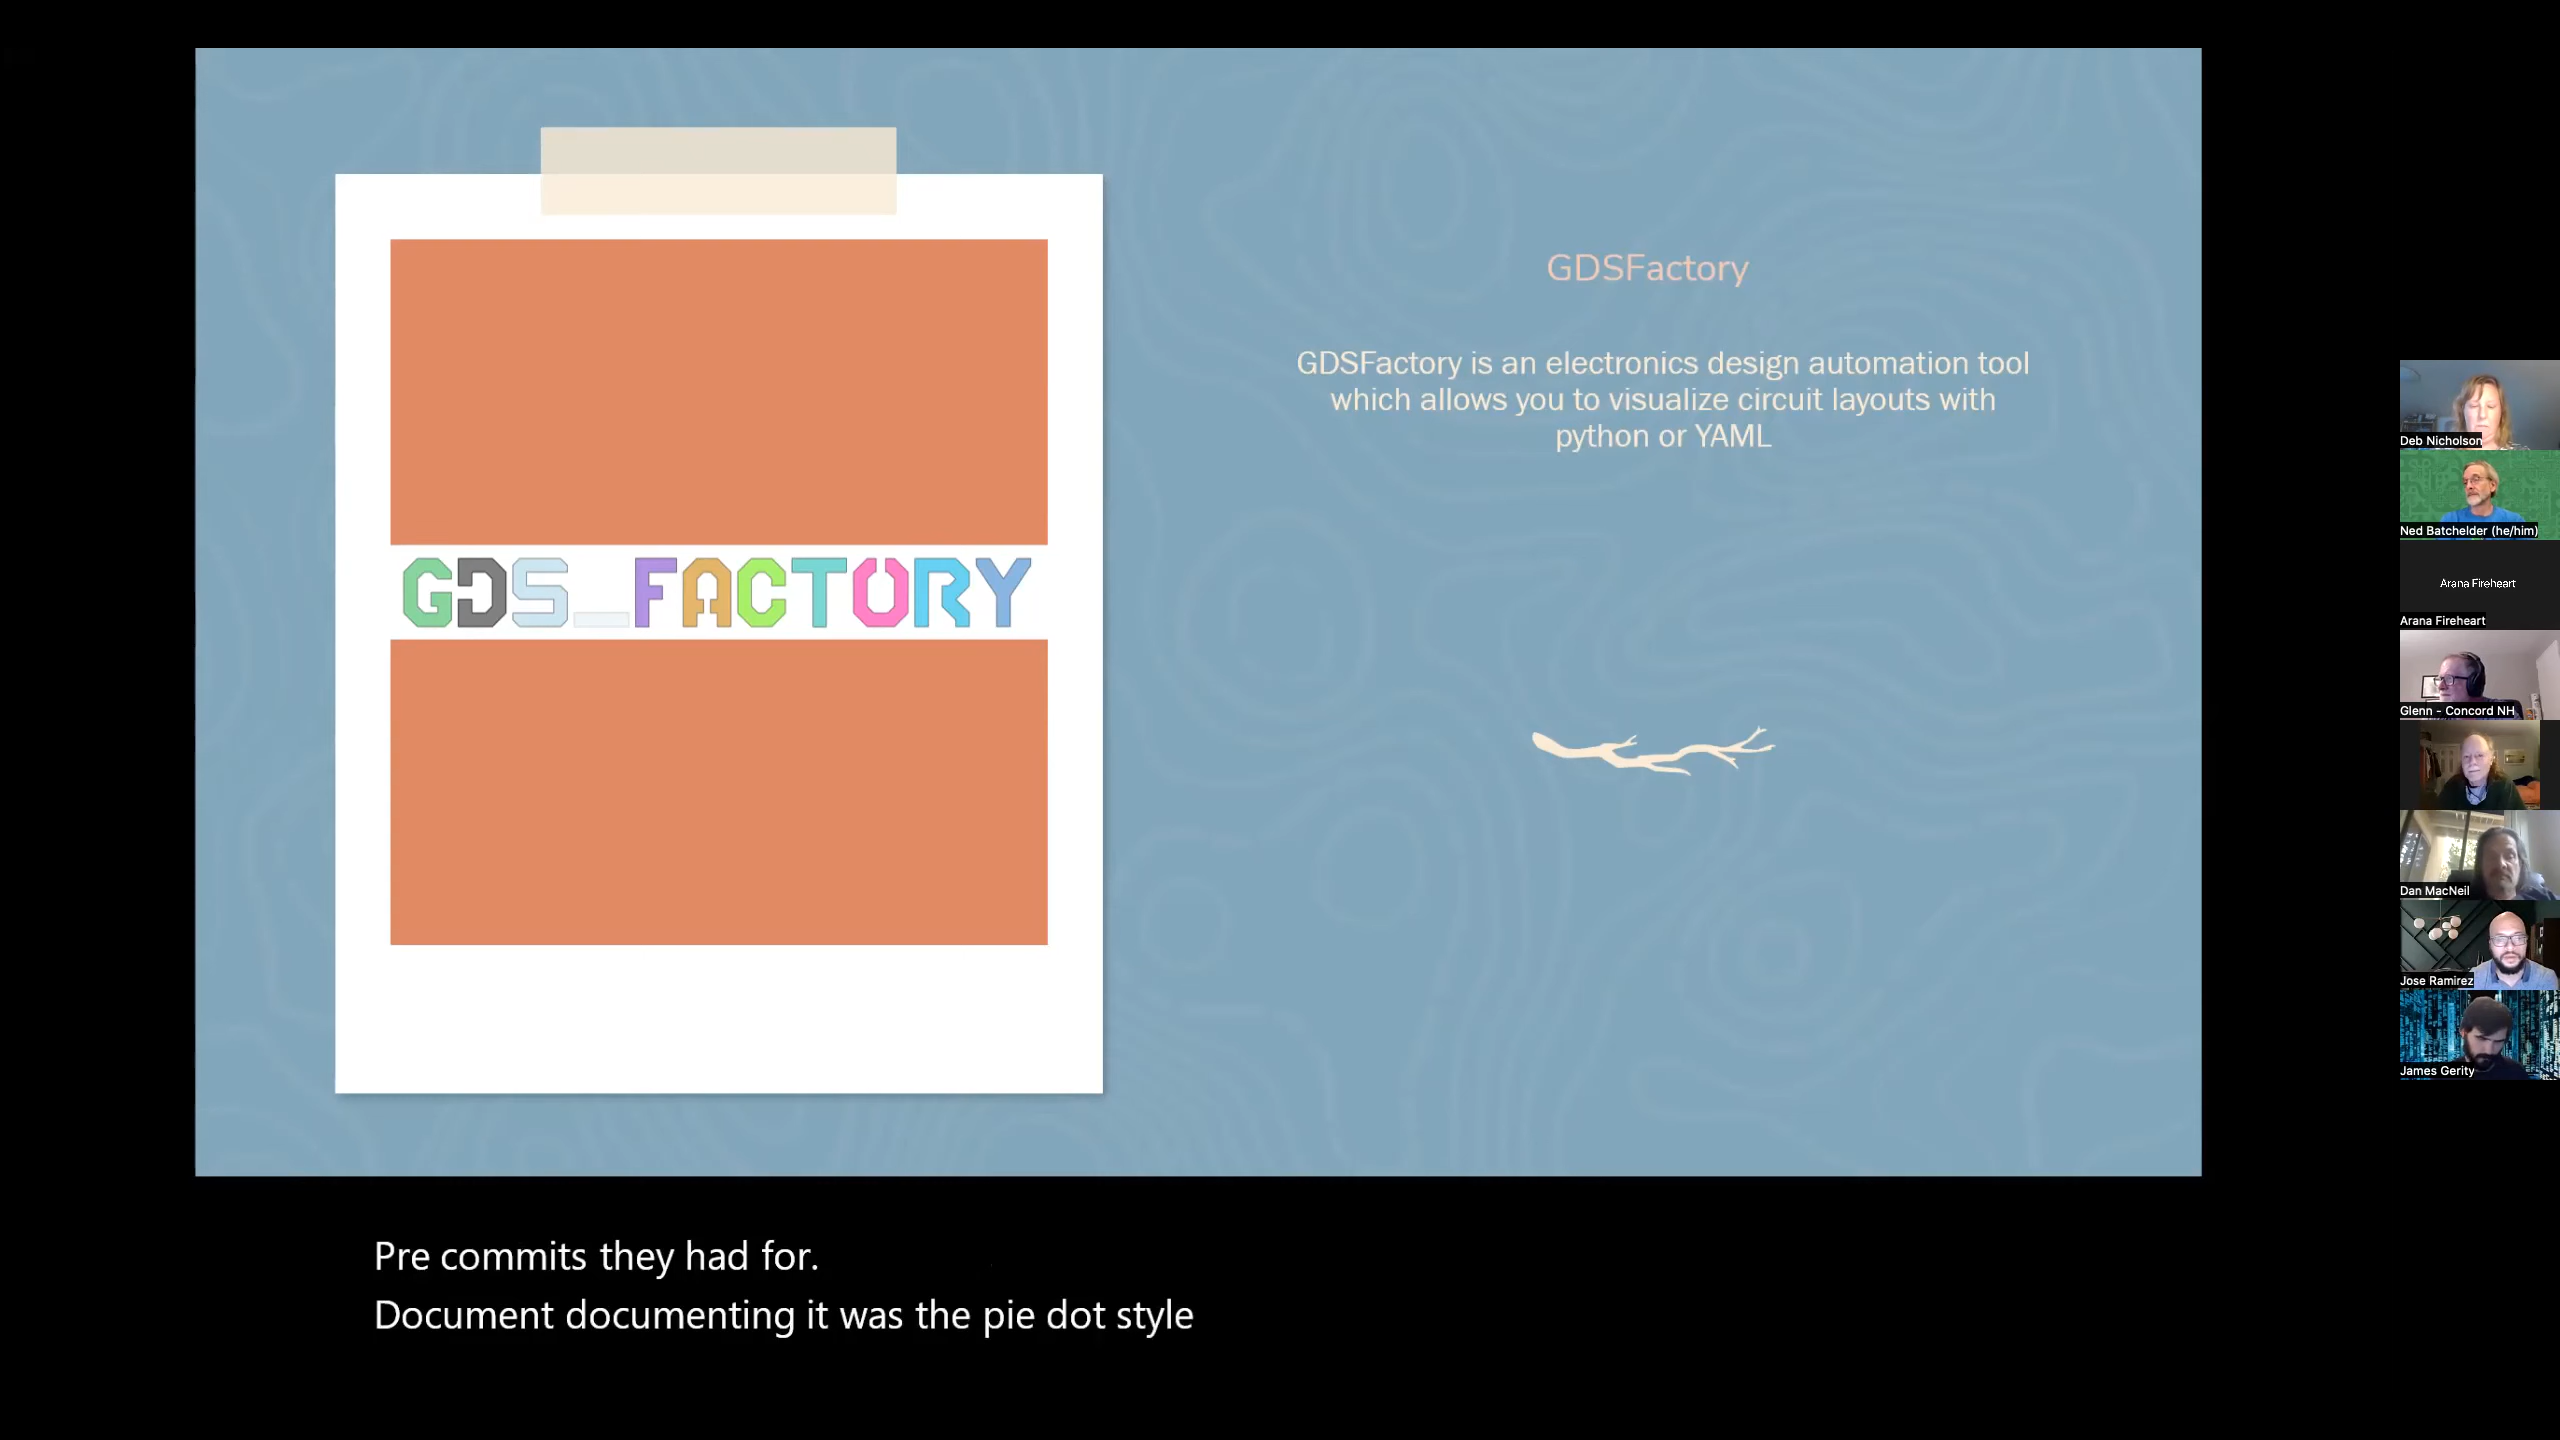 GDS_FACTORY
GDSFactory
GDSFactory is an electronics design automation tool
which allows you to visualize circuit layouts with
python or YAML
Deb Nicholson
Ned Batchelder (he/him)
Arana Fireheart
Arana Fireheart
Glenn - Concord NH
Dan MacNeil
Jose Ramirez
James Gerity
Pre commits they had for.
Document documenting it was the pie dot style